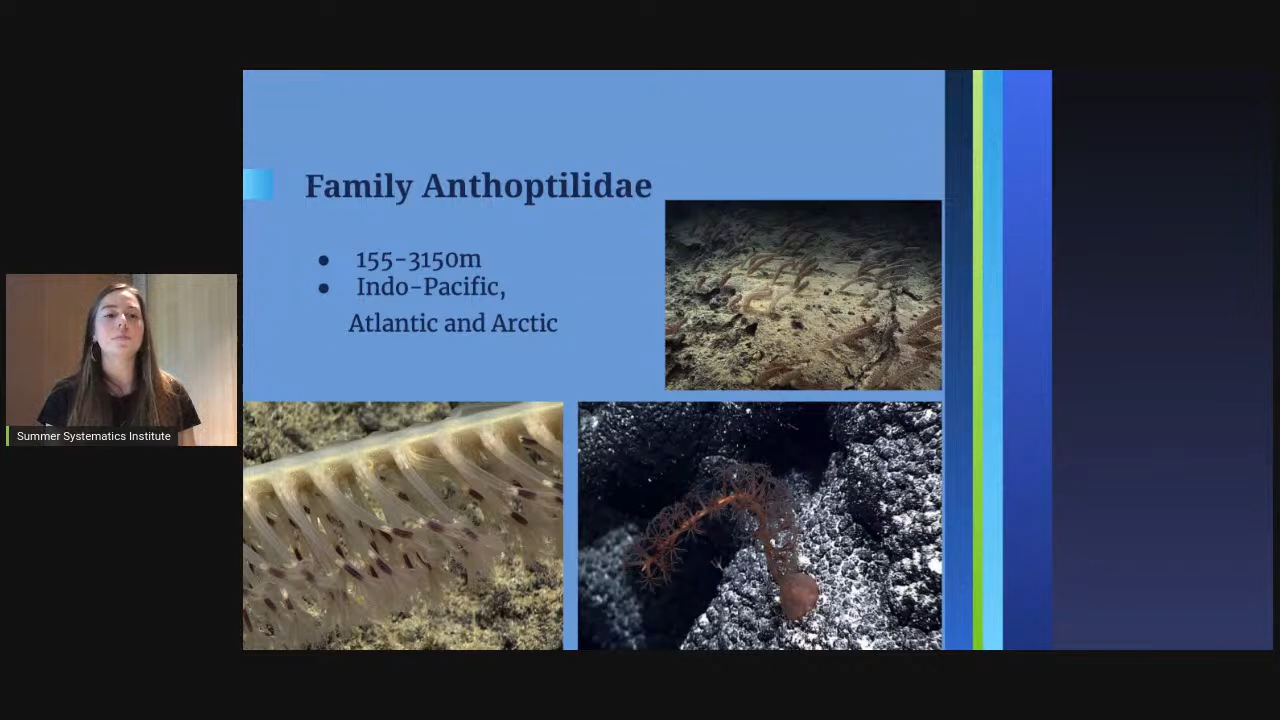 Family Anthoptilidae
● 155-3150m
● Indo-Pacific,
Atlantic and Arctic
Summer Systematics Institute